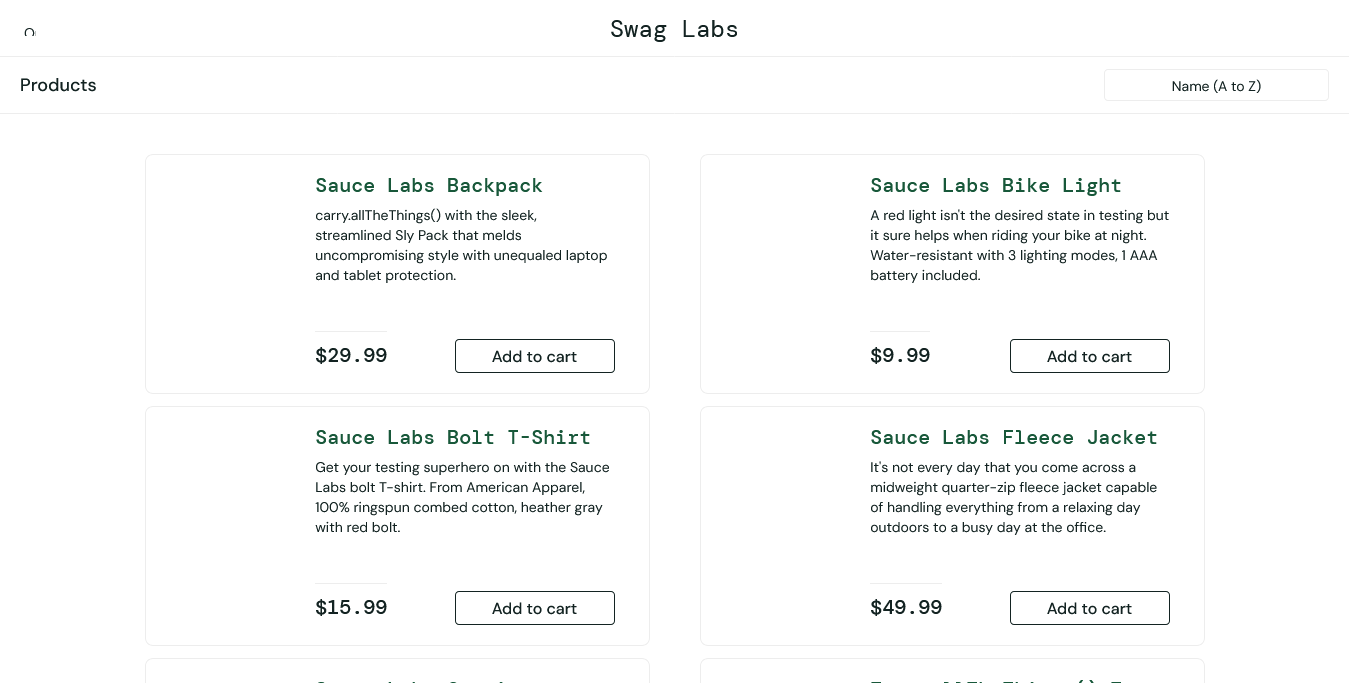 Swag Labs
Products
Name (A to Z)
Sauce Labs Backpack
carry.allTheThings() with the sleek,
streamlined Sly Pack that melds
uncompromising style with unequaled laptop
and tablet protection.
$29.99
Add to cart
Sauce Labs Bike Light
A red light isn't the desired state in testing but
it sure helps when riding your bike at night.
Water-resistant with 3 lighting modes, 1 AAA
battery included.
$9.99
Add to cart
Sauce Labs Bolt T-Shirt
Get your testing superhero on with the Sauce
Labs bolt T-shirt. From American Apparel,
100% ringspun combed cotton, heather gray
with red bolt.
$15.99
Add to cart
Sauce Labs Fleece Jacket
It's not every day that you come across a
midweight quarter-zip fleece jacket capable
of handling everything from a relaxing day
outdoors to a busy day at the office.
$49.99
Add to cart